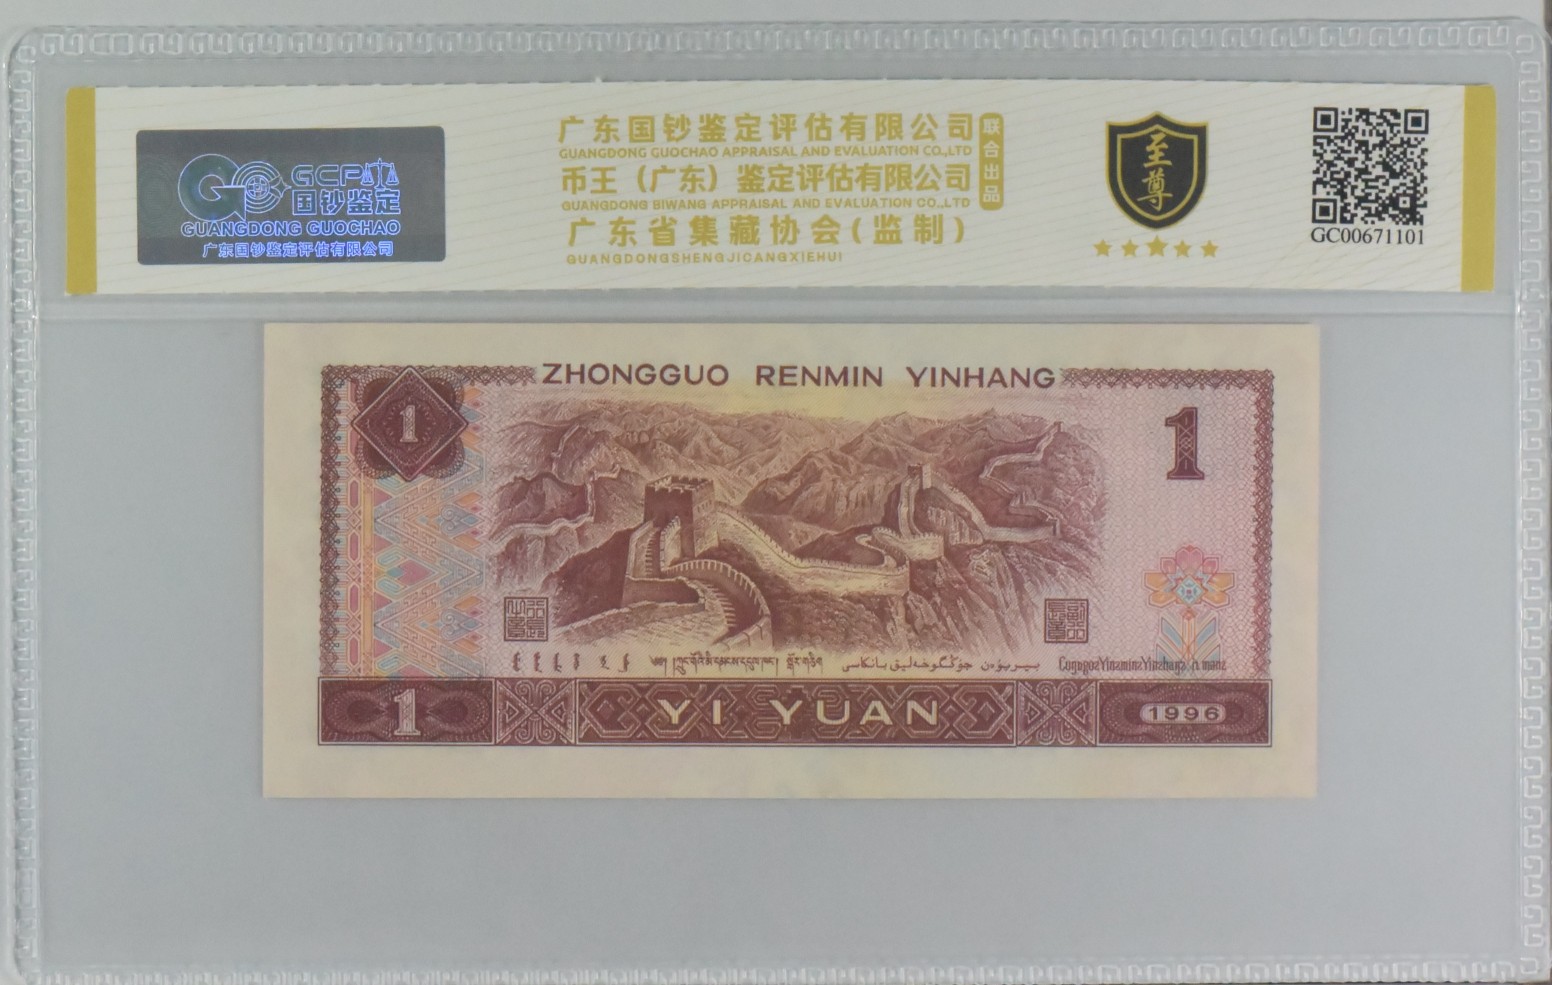 GCP
国钞鉴定
GUANGDONG GUOCHAO
广东国钞鉴定评估有限公司
广东国钞鉴定评估有限公司
GUANGDONG GUOCHAO APPRAISAL AND EVALUATION CO.,LTD
币王（广东）鉴定评估有限公司
GUANGDONG BIWANG APPRAISAL AND EVALUATION CO.,LTD
广东省集藏协会(监制)
GUANGDONGSHENGJICANGXIEHUI
联合出品
至尊
GC00671101
ZHONGGUO RENMIN YINHANG
1
1
1
YI YUAN
1996